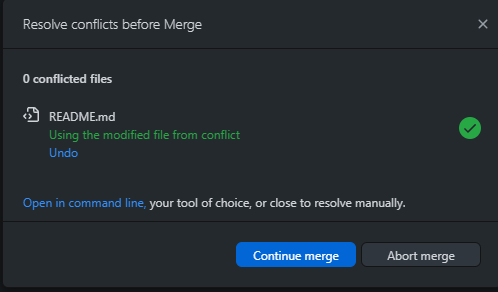 Resolve conflicts before Merge
0 conflicted files
README.md
Using the modified file from conflict
Undo
Open in command line, your tool of choice, or close to resolve manually.
Continue merge
Abort merge